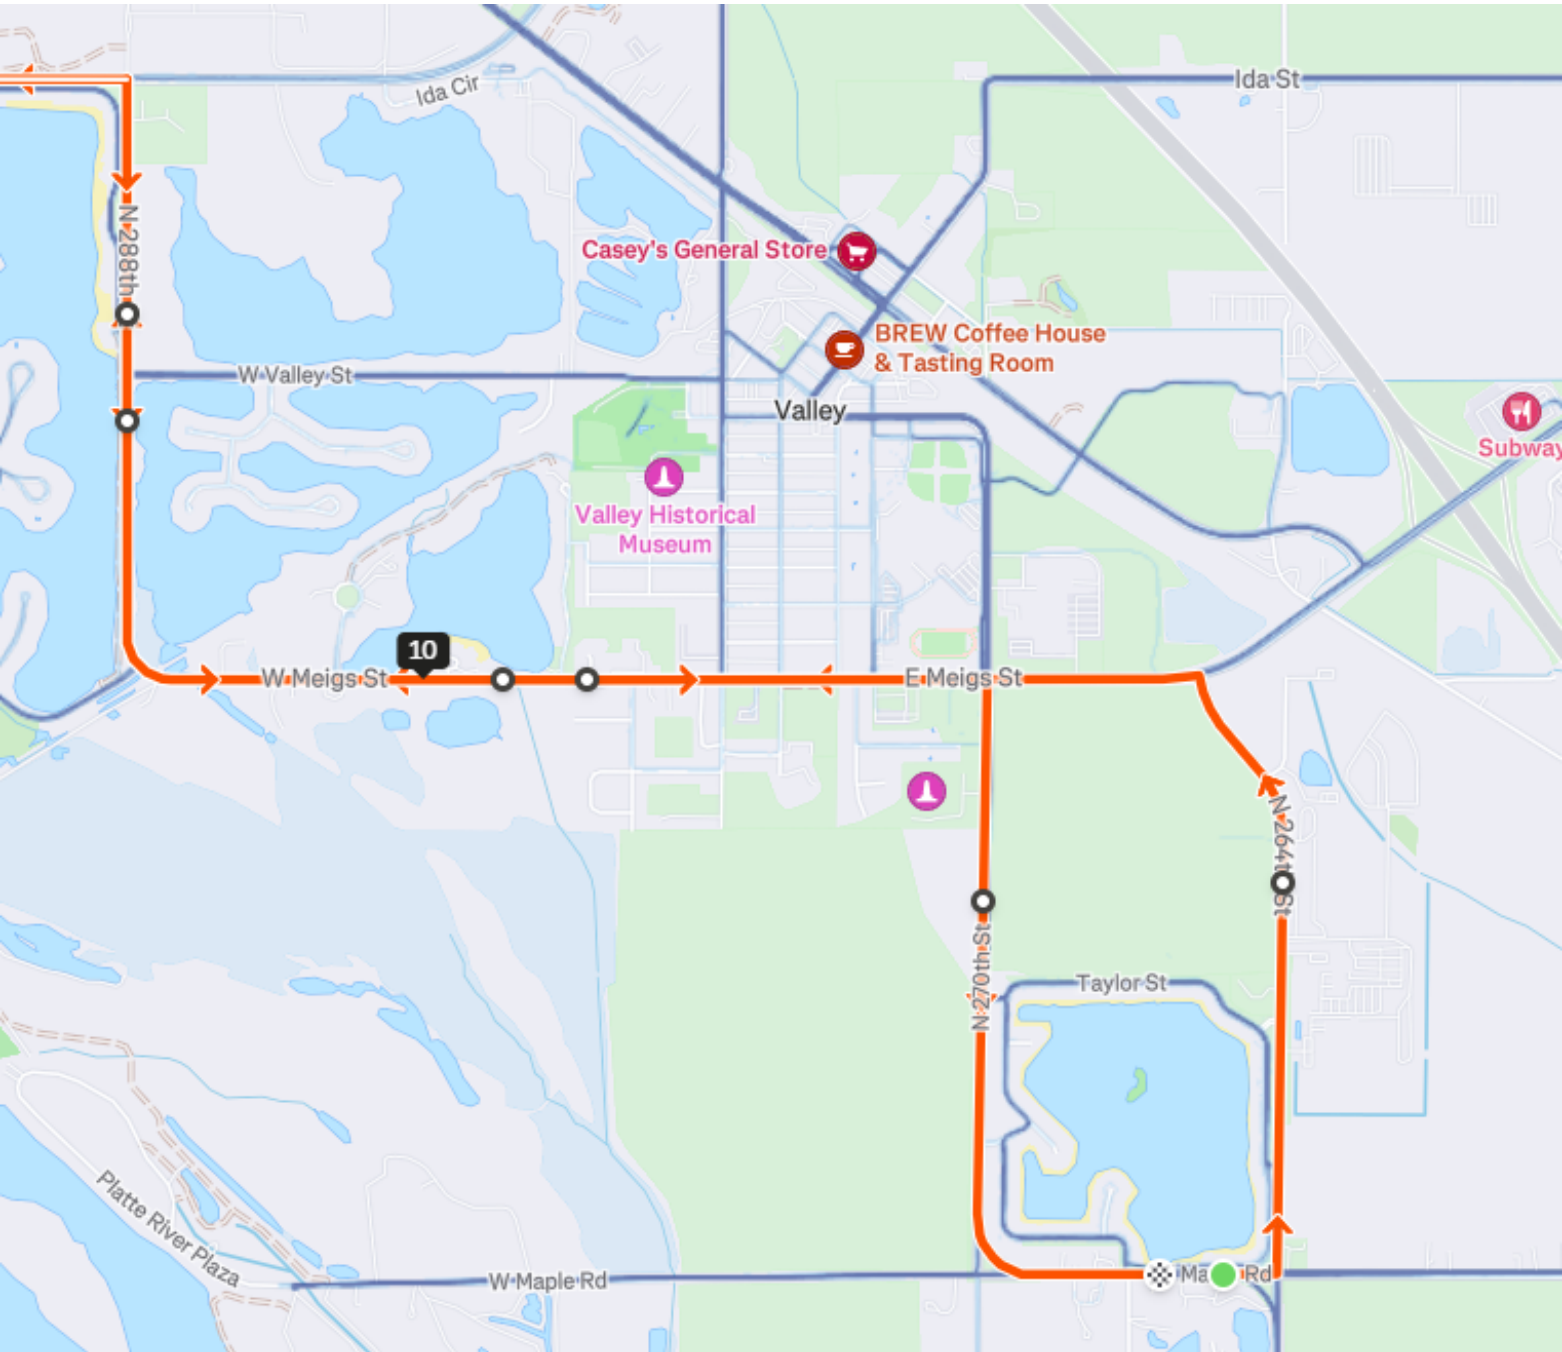 Ida Cir
Ida St
N 288th
Casey's General Store
BREW Coffee House
& Tasting Room
W Valley St
Valley
Subway
Valley Historical
Museum
10
W Meigs St
E Meigs St
N 264th St
N 270th St
Taylor St
Platte River Plaza
W Maple Rd
Ma
Rd